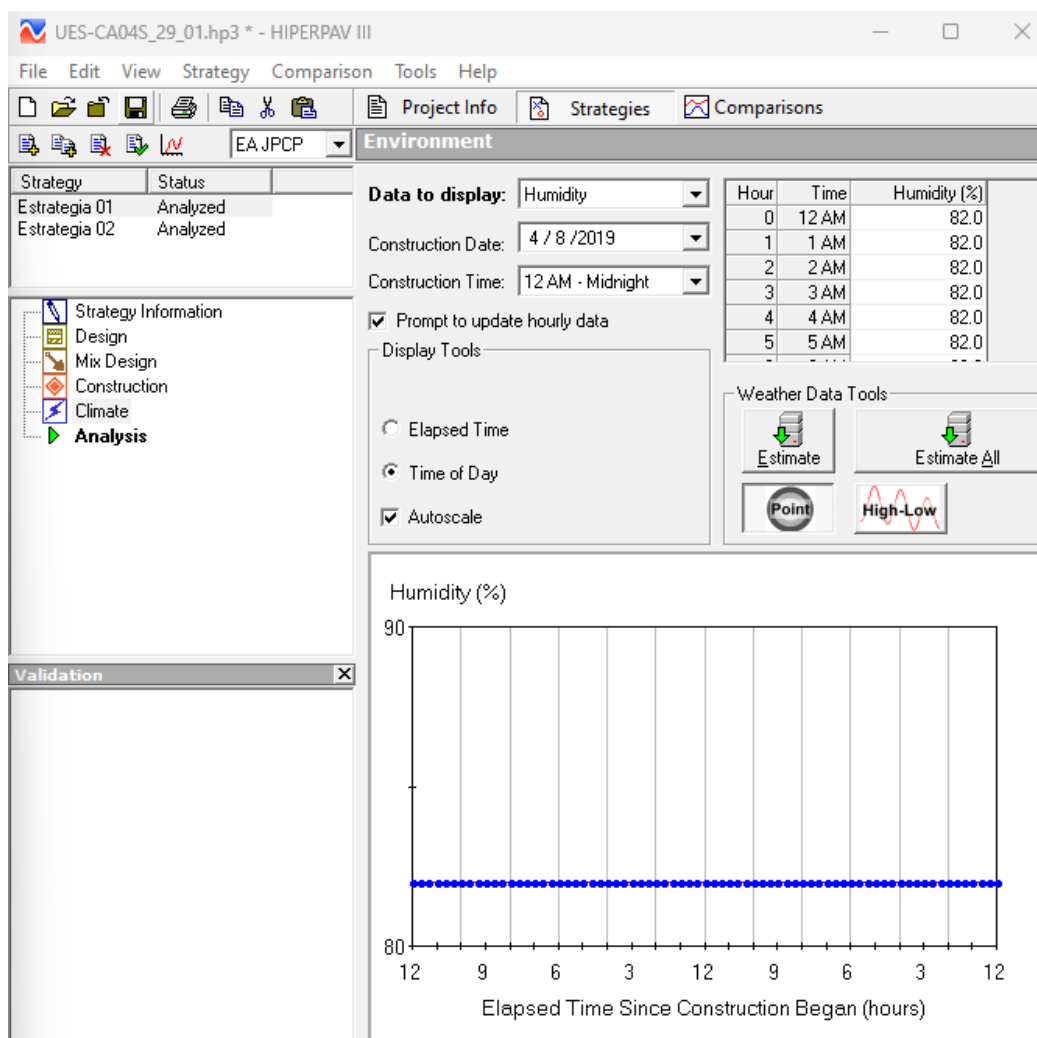 UES-CA04S_29_01.hp3 * - HIPERPAV III
File Edit View Strategy Comparison Tools Help
Project Info Strategies Comparisons
EA JPCP Environment
Strategy Status
Estrategia 01 Analyzed
Estrategia 02 Analyzed
Strategy Information
Design
Mix Design
Construction
Climate
Analysis
Validation
Data to display: Humidity
Construction Date: 4 / 8 /2019
Construction Time: 12 AM - Midnight
Prompt to update hourly data
Display Tools
Elapsed Time
Time of Day
Autoscale
Hour Time Humidity (%)
0 12 AM 82.0
1 1 AM 82.0
2 2 AM 82.0
3 3 AM 82.0
4 4 AM 82.0
5 5 AM 82.0
Weather Data Tools
Estimate Estimate All
Point High-Low
Humidity (%)
90
80
12 9 6 3 12 9 6 3 12
Elapsed Time Since Construction Began (hours)